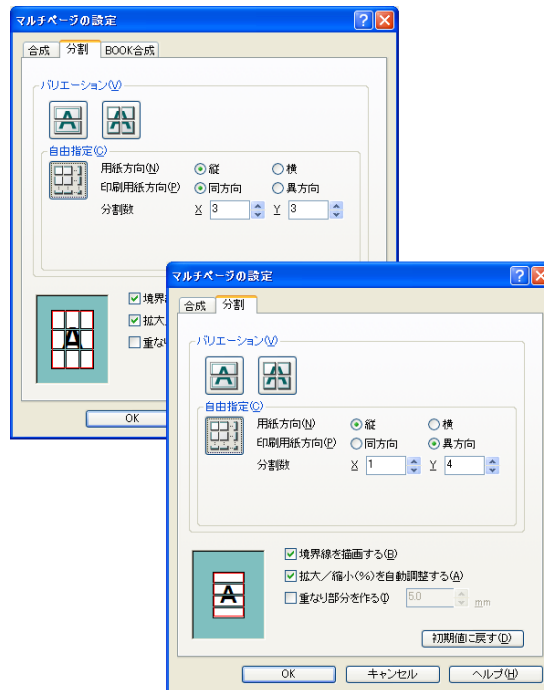 マルチページの設定
合成 分割 BOOK合成
バリエーション(V)
自由指定(C)
用紙方向(N) 縦 横
印刷用紙方向(P) 同方向 異方向
分割数 X 3 Y 3
境界
拡大
重な
OK
マルチページの設定
合成 分割
バリエーション(V)
自由指定(C)
用紙方向(N) 縦 横
印刷用紙方向(P) 同方向 異方向
分割数 X 1 Y 4
境界線を描画する(B)
拡大/縮小(%)を自動調整する(A)
重なり部分を作る(I) 5.0 mm
初期値に戻す(D)
OK キャンセル ヘルプ(H)